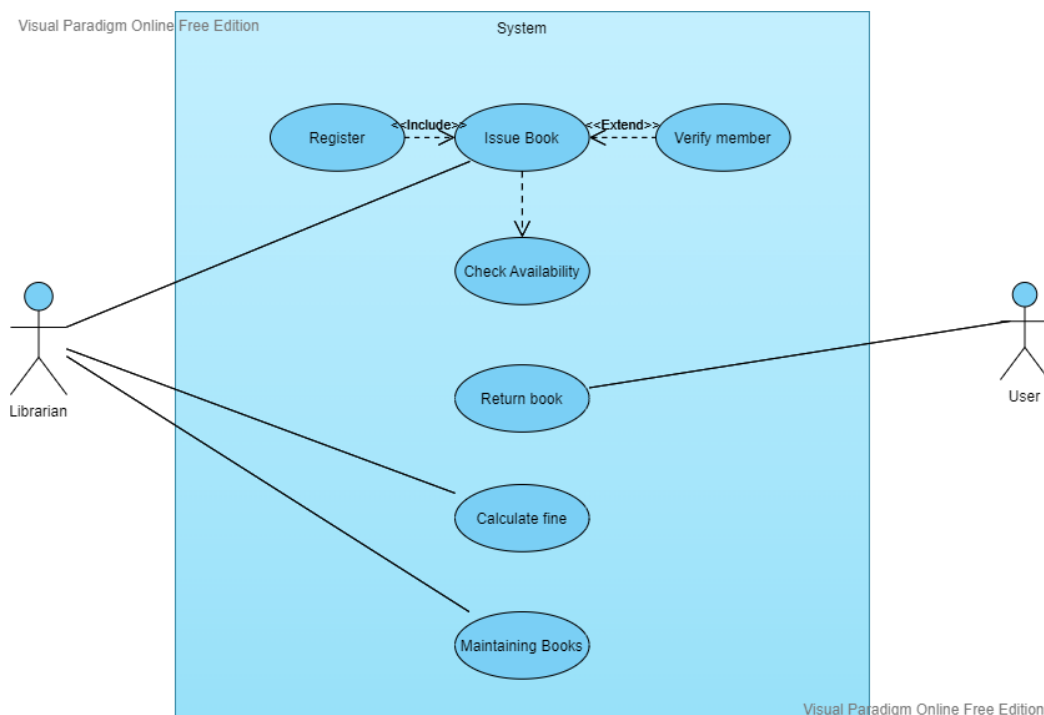 Visual Paradigm Online Free Edition
System
Register
<<Include>>
Issue Book
<<Extend>>
Verify member
Check Availability
Librarian
Return book
User
Calculate fine
Maintaining Books
Visual Paradigm Online Free Edition